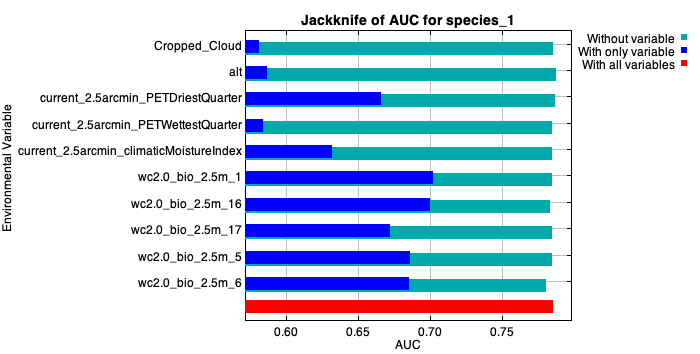 Jackknife of AUC for species_1
Without variable
With only variable
With all variables
Environmental Variable
Cropped_Cloud
alt
current_2.5arcmin_PETDriestQuarter
current_2.5arcmin_PETWettestQuarter
current_2.5arcmin_climaticMoistureIndex
wc2.0_bio_2.5m_1
wc2.0_bio_2.5m_16
wc2.0_bio_2.5m_17
wc2.0_bio_2.5m_5
wc2.0_bio_2.5m_6
0.60 0.65 0.70 0.75
AUC